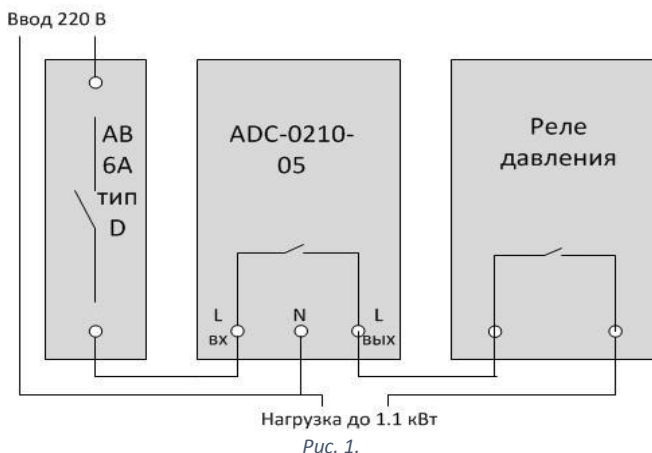 Ввод 220 В
АВ
6А
тип
D
ADC-0210-
05
L
вх
N
L
вых
Реле
давления
Нагрузка до 1.1 кВт
Рис. 1.